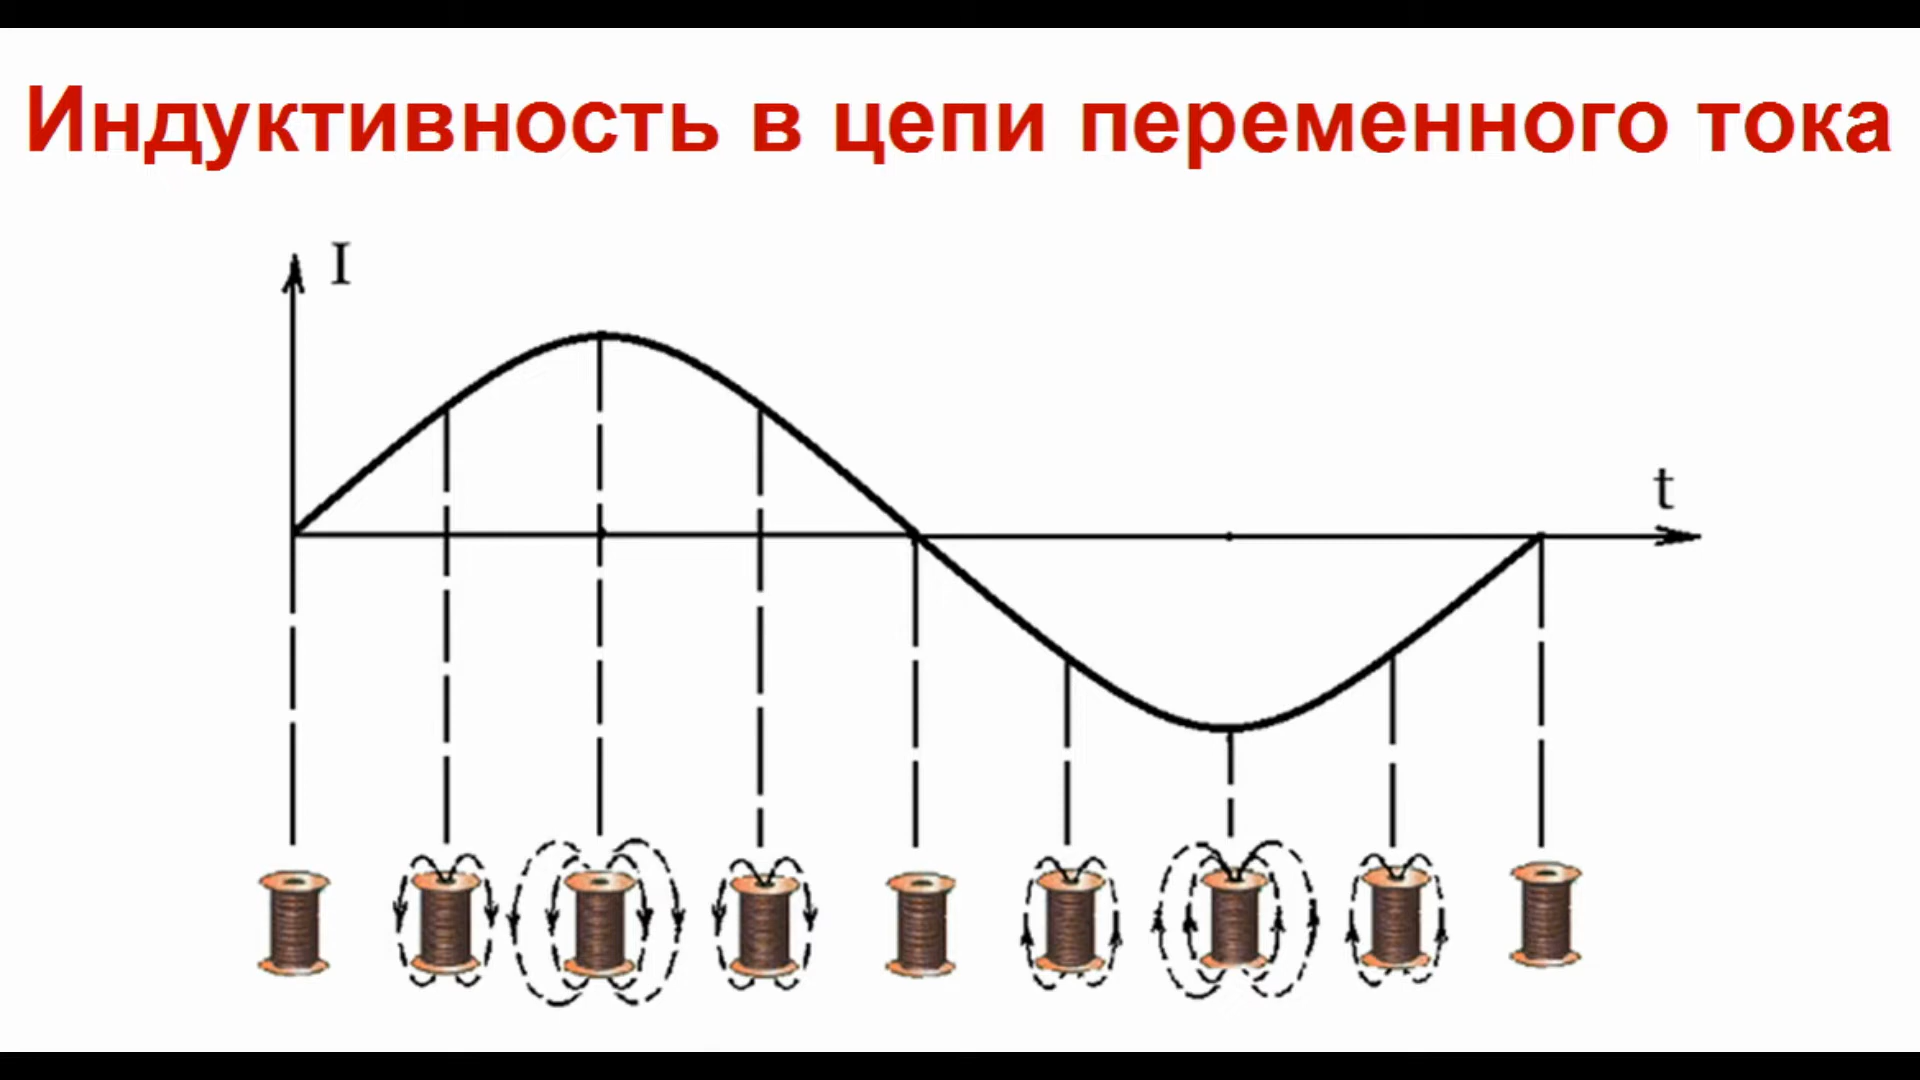 Индуктивность в цепи переменного тока
I
t